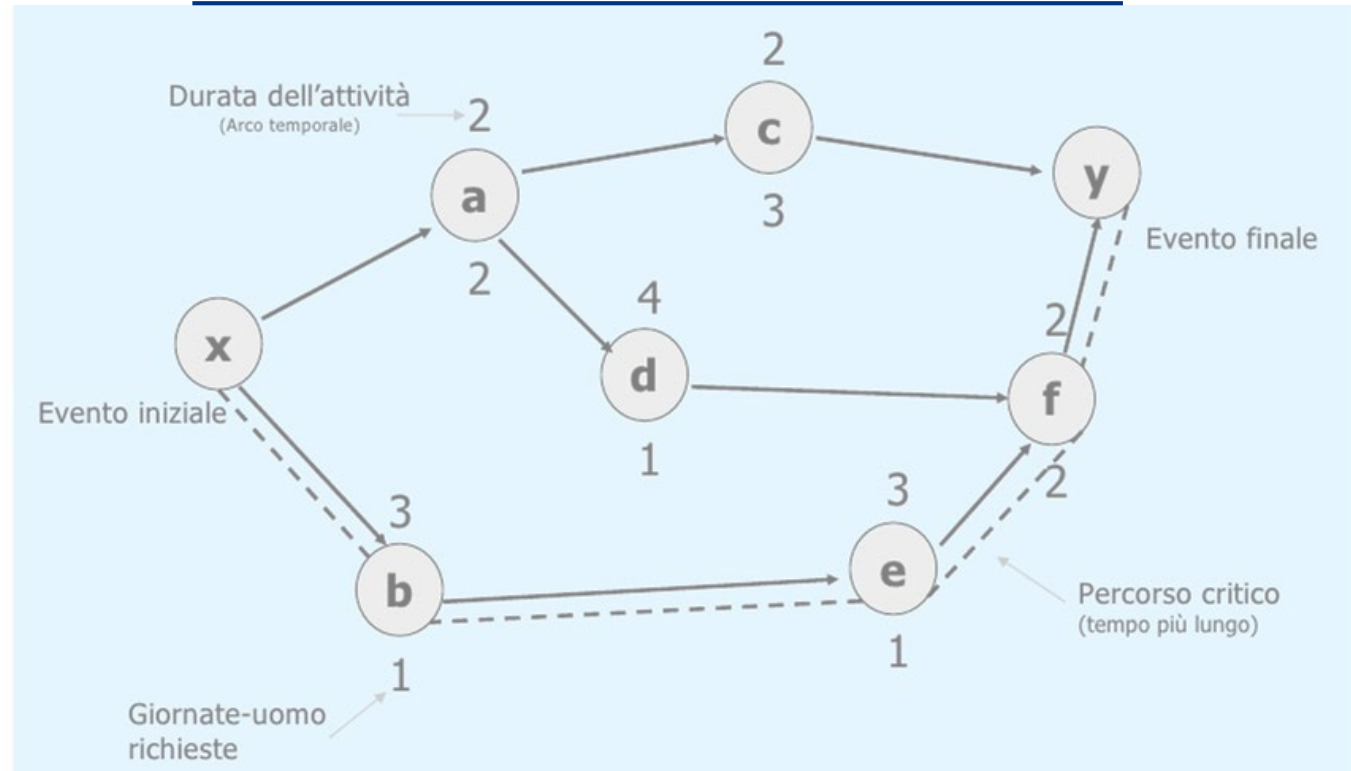 2
Durata dell'attività
(Arco temporale)
2
c
a
3
y
Evento finale
2
4
x
d
2
f
Evento iniziale
1
2
3
3
b
e
Percorso critico
(tempo più lungo)
1
1
Giornate-uomo
richieste